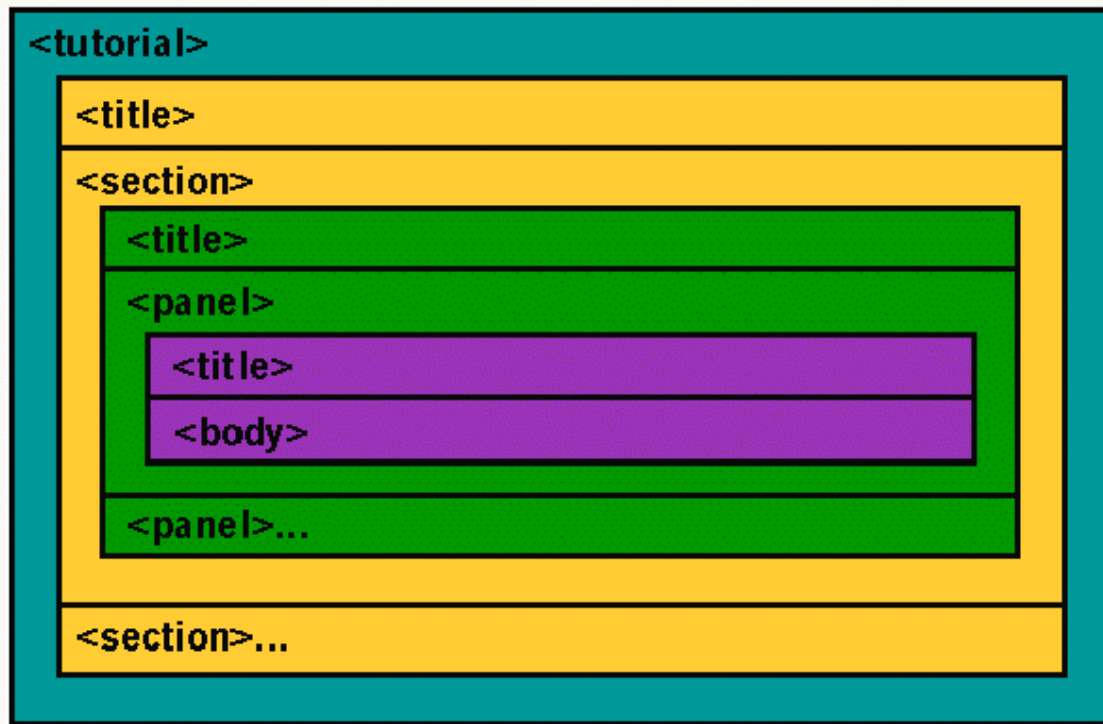 <tutorial>
<title>
<section>
<title>
<panel>
<title>
<body>
<panel>...
<section>...